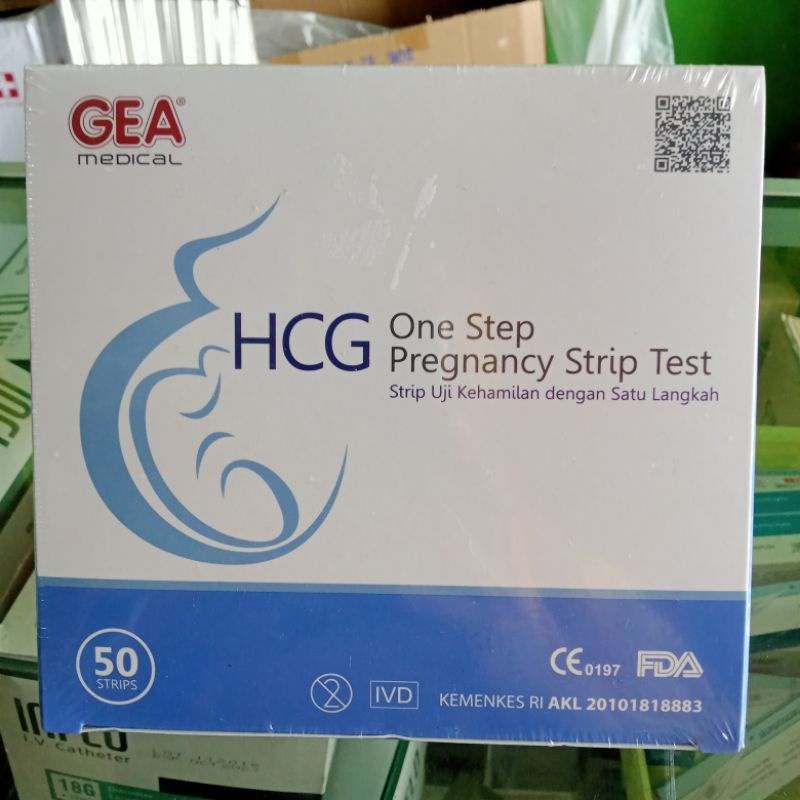 GEA®
MEDICAL
HCG
One Step
Pregnancy Strip Test
Strip Uji Kehamilan dengan Satu Langkah
50
STRIPS
2
IVD
CE 0197
FDA
KEMENKES RI AKL 20101818883
I.V Catheter
18G